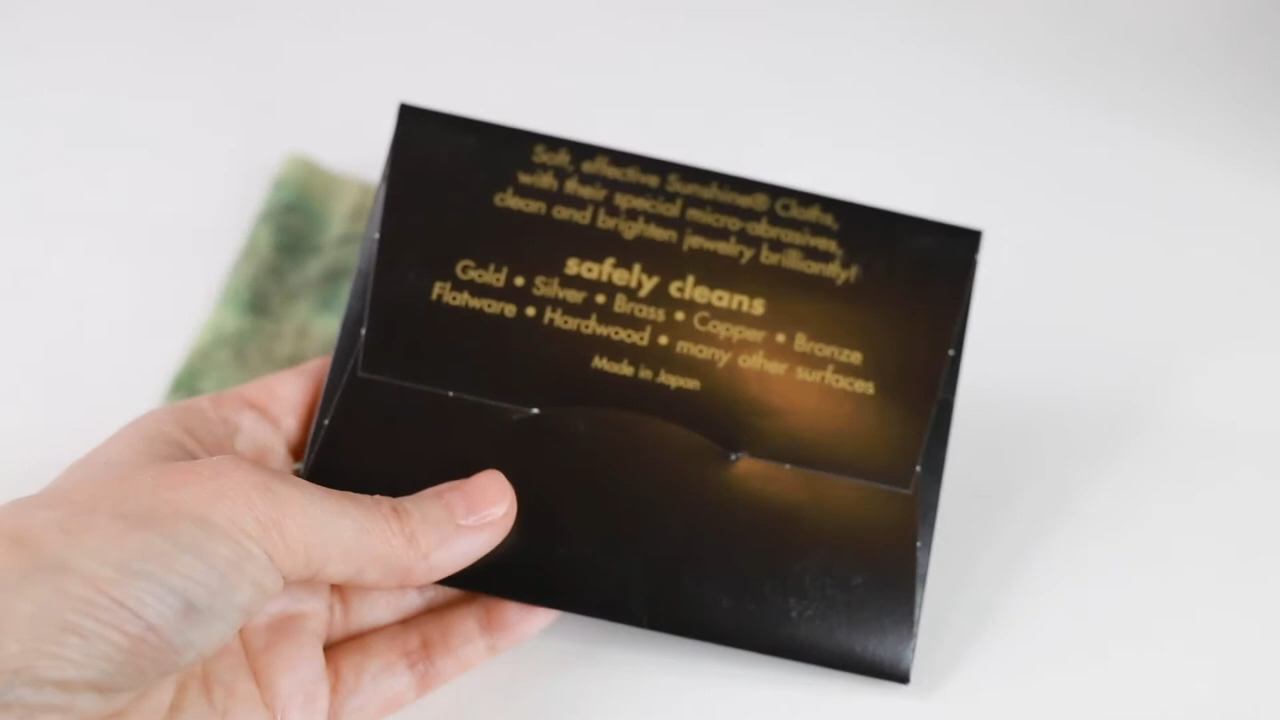 Soft, effective Sunshine® Cloths,
with their special micro-abrasives,
clean and brighten jewelry brilliantly!
safely cleans
Gold • Silver • Brass • Copper • Bronze
Flatware • Hardwood • many other surfaces
Made in Japan